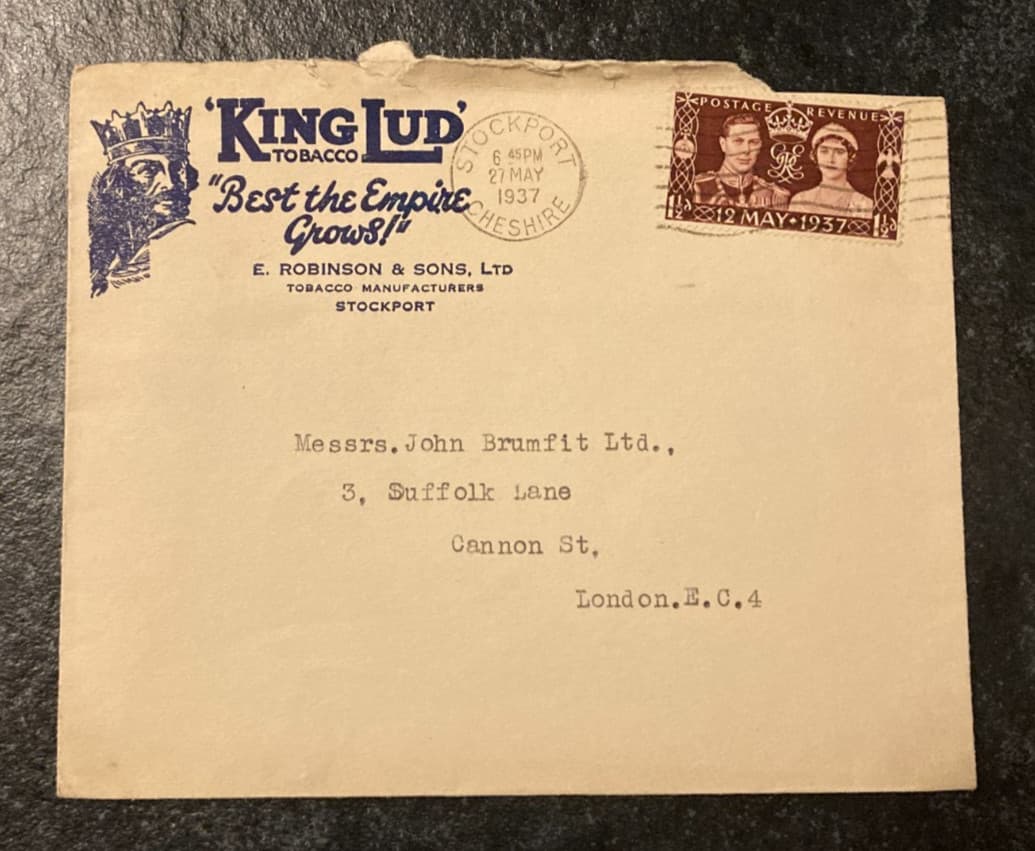 'KING LUD'
TOBACCO
"Best the Empire
Grows!"
E. ROBINSON & SONS, LTD
TOBACCO MANUFACTURERS
STOCKPORT
STOCKPORT
6 45PM
27 MAY
1937
CHESHIRE
POSTAGE REVENUE
1½d 12 MAY • 1937 1½d
Messrs. John Brumfit Ltd.,
3, Suffolk Lane
Cannon St,
London. E.C.4